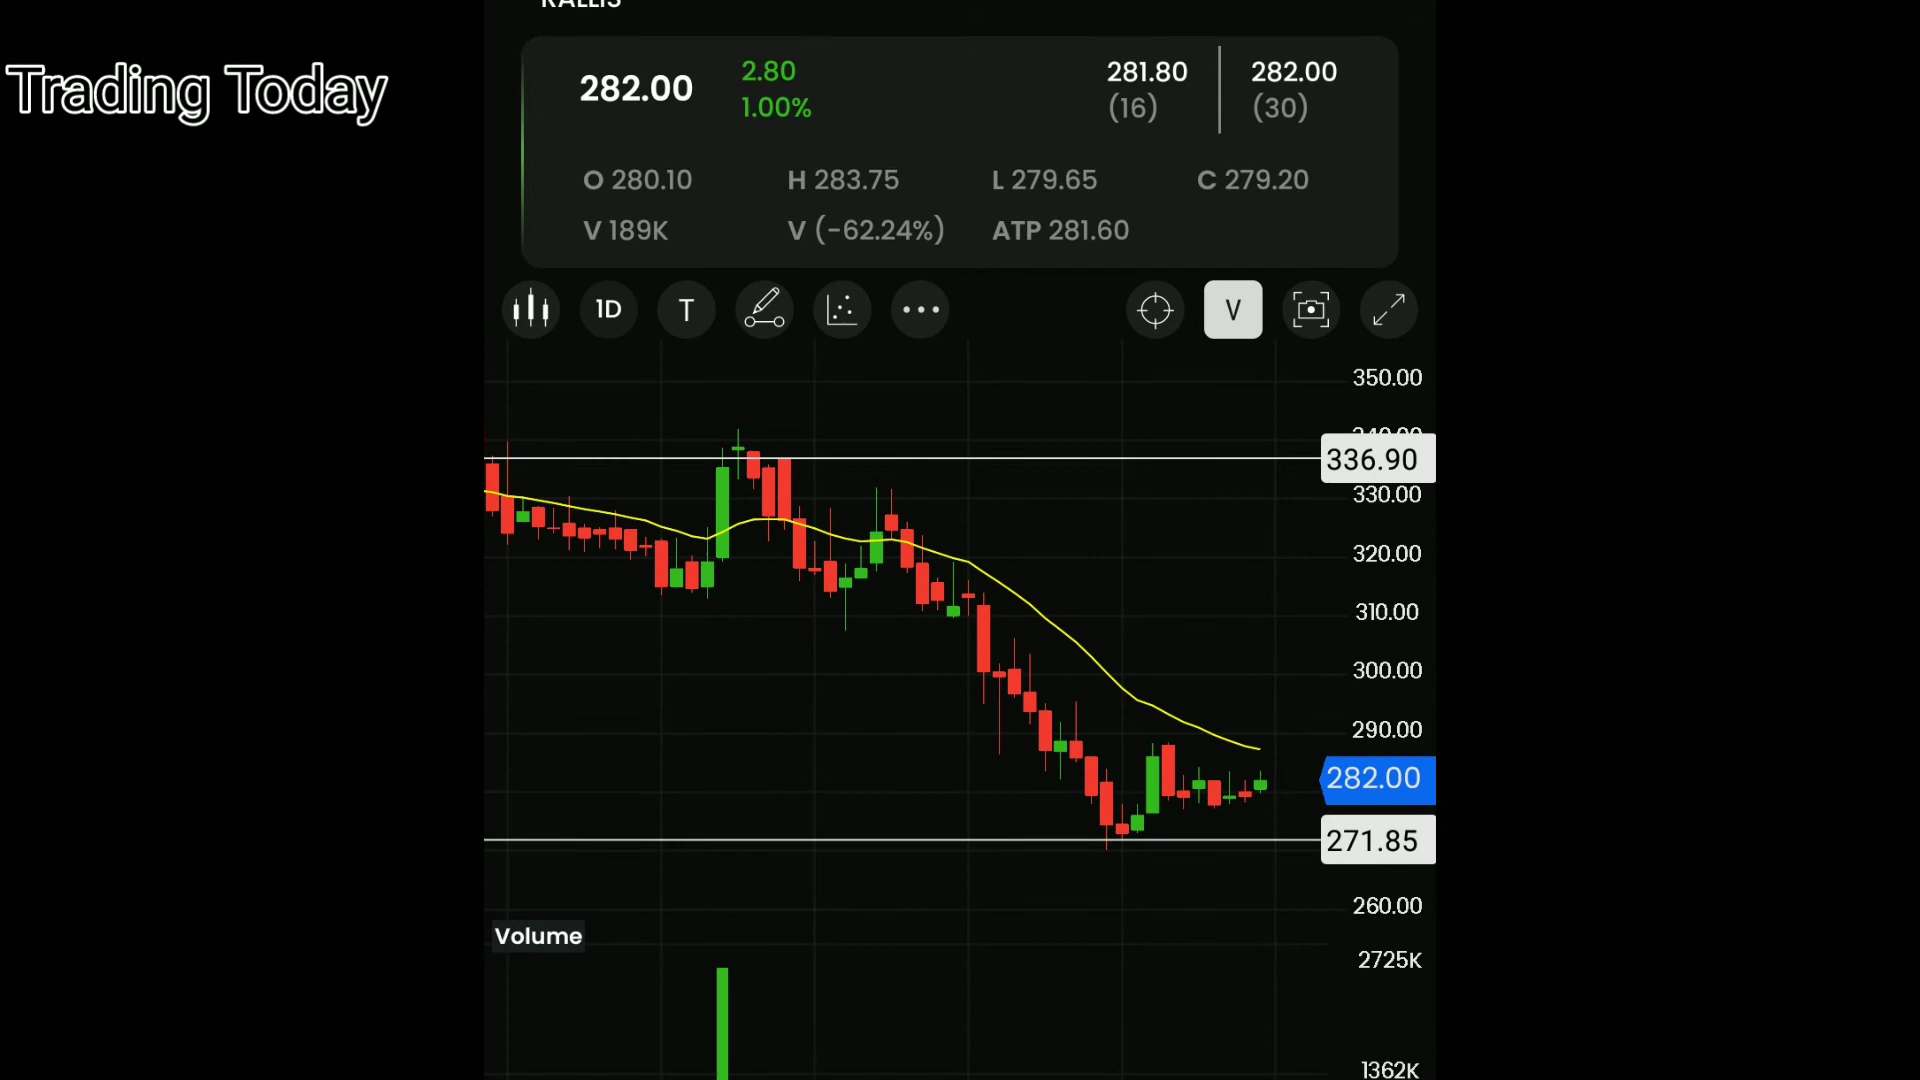 RALLIS
Trading Today
282.00
2.80
1.00%
281.80
(16)
282.00
(30)
O 280.10
H 283.75
L 279.65
C 279.20
V 189K
V (-62.24%)
ATP 281.60
1D
T
V
350.00
336.90
330.00
320.00
310.00
300.00
290.00
282.00
271.85
260.00
Volume
2725K
1362K